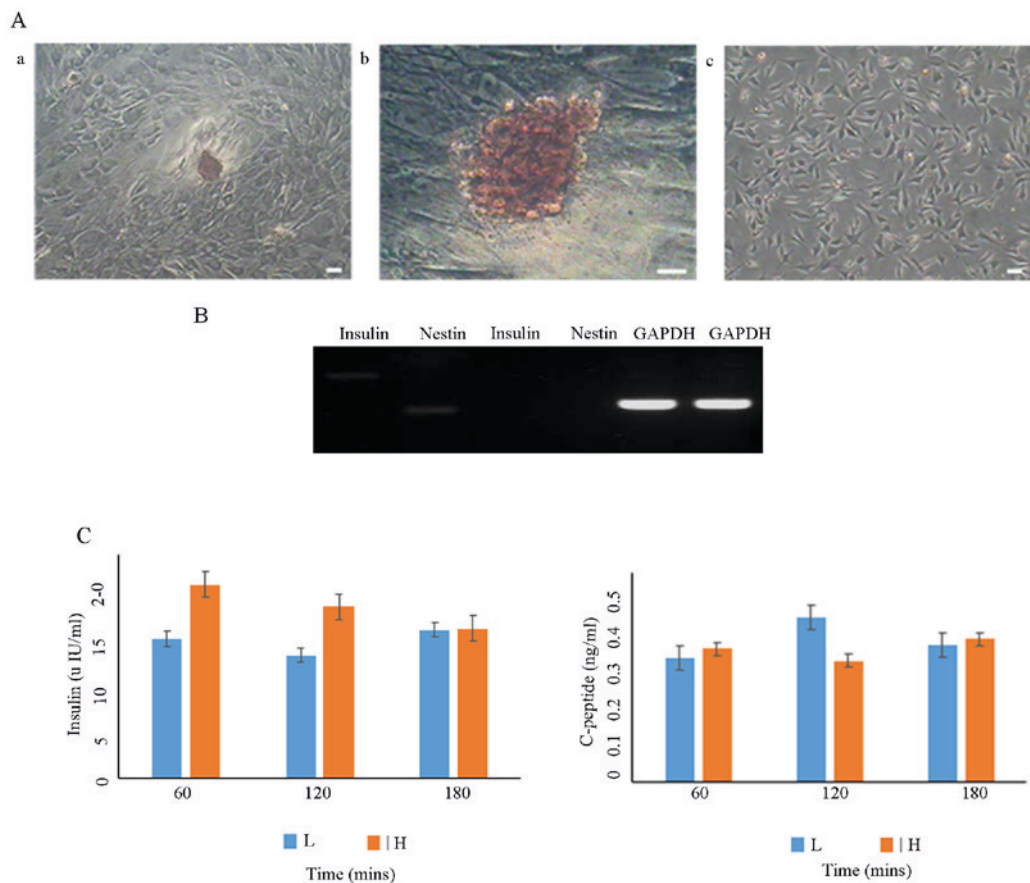 A
a
b
c
B
Insulin Nestin Insulin Nestin GAPDH GAPDH
C
Insulin (u IU/ml)
0 5 10 15 2-0
60 120 180
L | H
Time (mins)
C-peptide (ng/ml)
0 0.1 0.2 0.3 0.4 0.5
60 120 180
L | H
Time (mins)